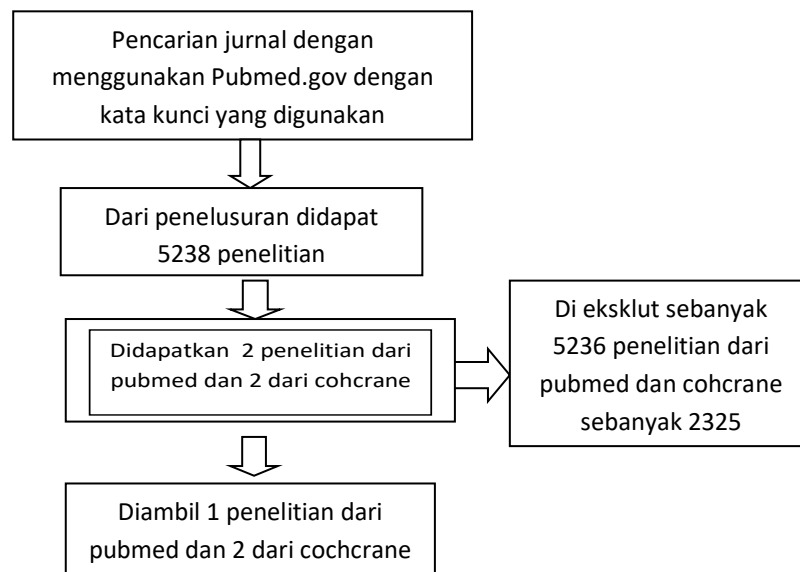 Pencarian jurnal dengan
menggunakan Pubmed.gov dengan
kata kunci yang digunakan
Dari penelusuran didapat
5238 penelitian
Didapatkan 2 penelitian dari
pubmed dan 2 dari cohcrane
Di eksklut sebanyak
5236 penelitian dari
pubmed dan cohcrane
sebanyak 2325
Diambil 1 penelitian dari
pubmed dan 2 dari cochcrane